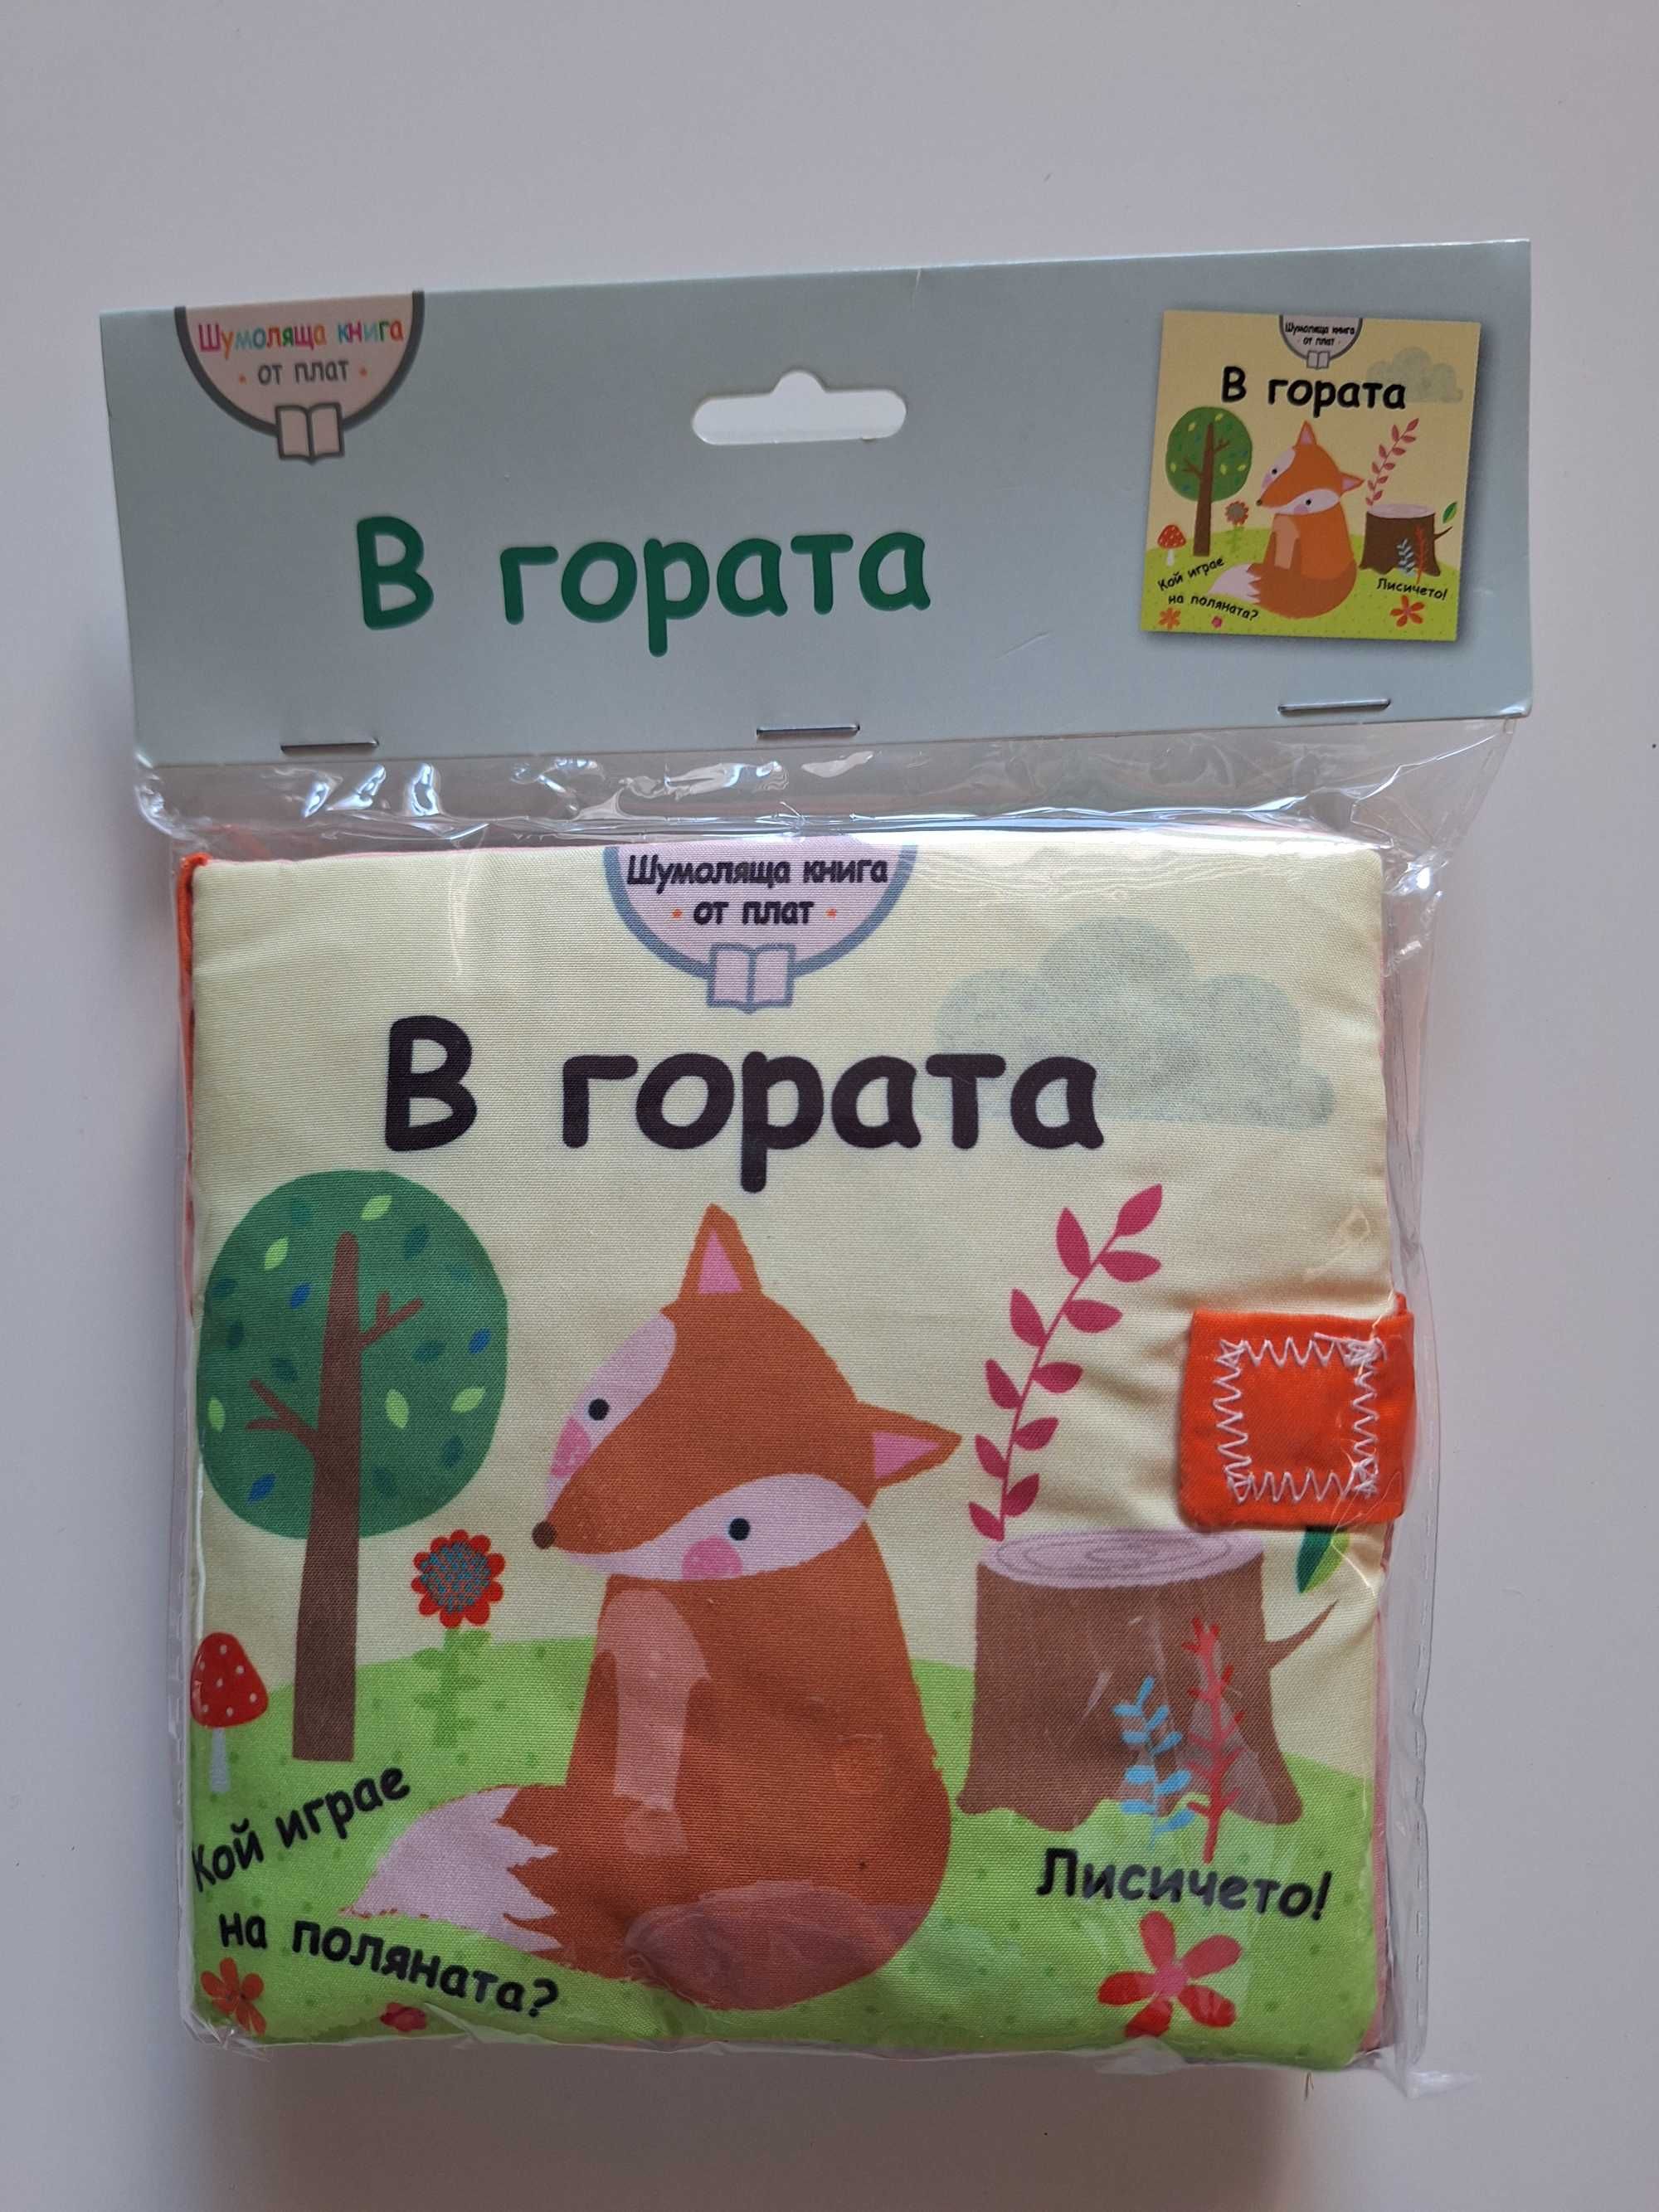 Шумоляща книга
от плат
В гората
Шумоляща книга
от плат
В гората
Кой играе
на поляната?
Лисичето!
Шумоляща книга
от плат
В гората
Кой играе
на поляната?
Лисичето!